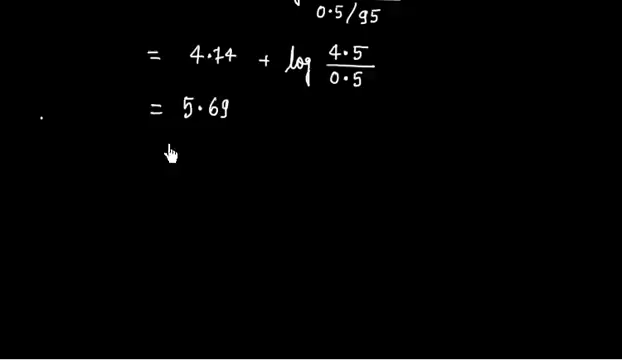 0.5/95
= 4.74 + log 4.5/0.5
= 5.69